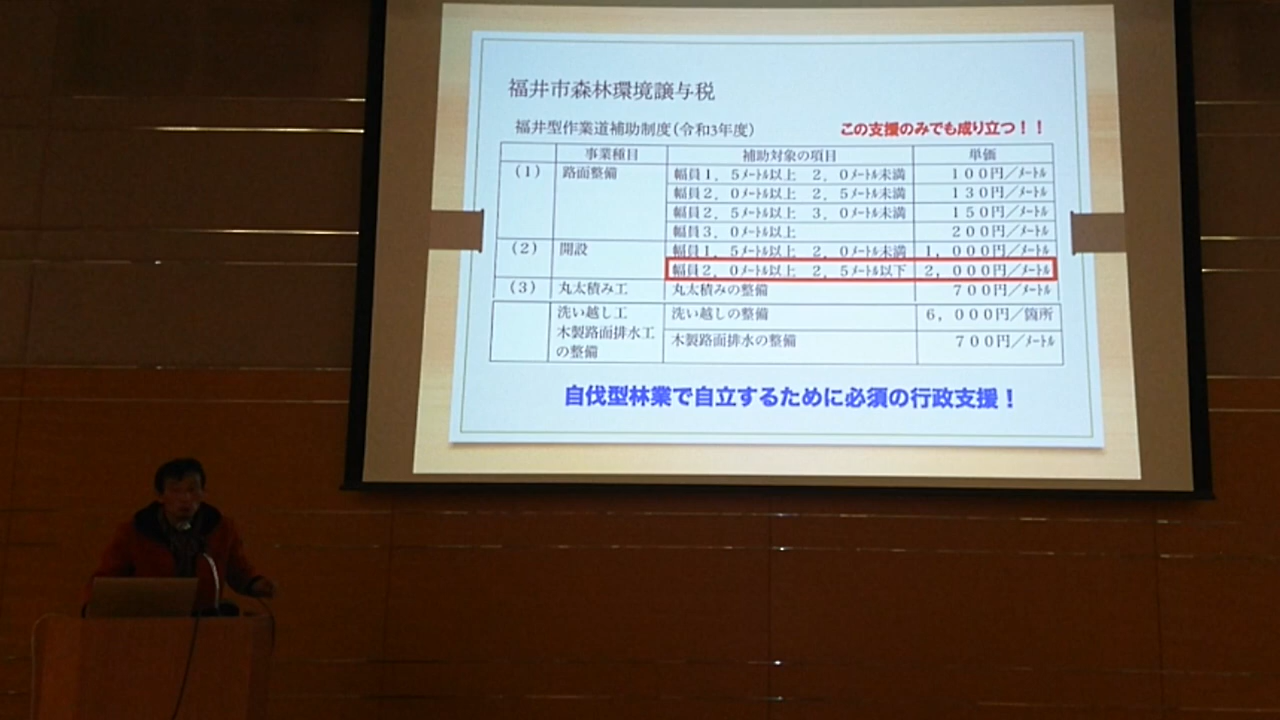 福井市森林環境譲与税
福井型作業道補助制度(令和3年度)
この支援のみでも成り立つ！！
事業種目 補助対象の項目 単価
(1) 路面整備 幅員１．５ﾒｰﾄﾙ以上 ２．０ﾒｰﾄﾙ未満 １００円／ﾒｰﾄﾙ
幅員２．０ﾒｰﾄﾙ以上 ２．５ﾒｰﾄﾙ未満 １３０円／ﾒｰﾄﾙ
幅員２．５ﾒｰﾄﾙ以上 ３．０ﾒｰﾄﾙ未満 １５０円／ﾒｰﾄﾙ
幅員３．０ﾒｰﾄﾙ以上 ２００円／ﾒｰﾄﾙ
(2) 開設 幅員１．５ﾒｰﾄﾙ以上 ２．０ﾒｰﾄﾙ未満 １，０００円／ﾒｰﾄﾙ
幅員２．０ﾒｰﾄﾙ以上 ２．５ﾒｰﾄﾙ以下 ２，０００円／ﾒｰﾄﾙ
(3) 丸太積み工 丸太積みの整備 ７００円／ﾒｰﾄﾙ
洗い越し工 洗い越しの整備 ６，０００円／箇所
木製路面排水工
の整備 木製路面排水の整備 ７００円／ﾒｰﾄﾙ
自伐型林業で自立するために必須の行政支援！